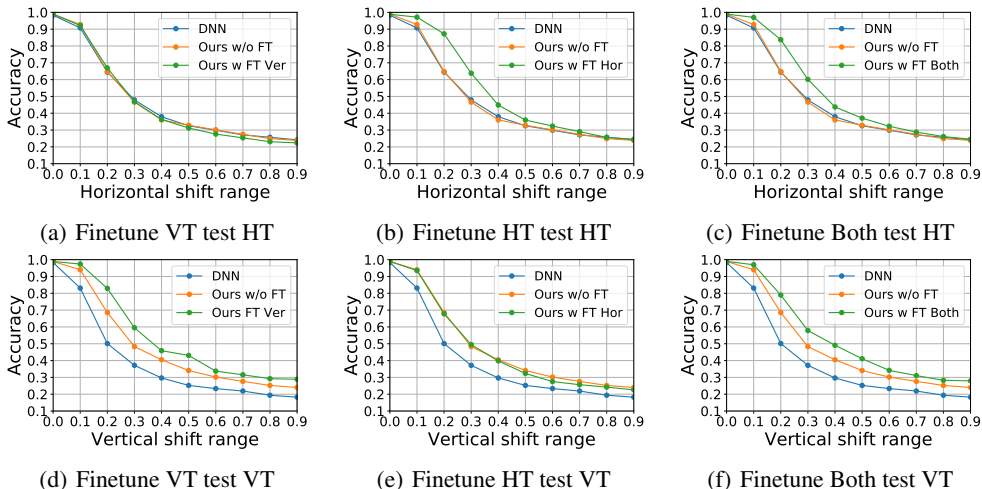 1.0
0.9
0.8
0.7
0.6
0.5
0.4
0.3
0.2
0.1
Accuracy
DNN
Ours w/o FT
Ours w FT Ver
0.0 0.1 0.2 0.3 0.4 0.5 0.6 0.7 0.8 0.9
Horizontal shift range
(a) Finetune VT test HT
1.0
0.9
0.8
0.7
0.6
0.5
0.4
0.3
0.2
0.1
Accuracy
DNN
Ours w/o FT
Ours w FT Hor
0.0 0.1 0.2 0.3 0.4 0.5 0.6 0.7 0.8 0.9
Horizontal shift range
(b) Finetune HT test HT
1.0
0.9
0.8
0.7
0.6
0.5
0.4
0.3
0.2
0.1
Accuracy
DNN
Ours w/o FT
Ours w FT Both
0.0 0.1 0.2 0.3 0.4 0.5 0.6 0.7 0.8 0.9
Horizontal shift range
(c) Finetune Both test HT
1.0
0.9
0.8
0.7
0.6
0.5
0.4
0.3
0.2
0.1
Accuracy
DNN
Ours w/o FT
Ours FT Ver
0.0 0.1 0.2 0.3 0.4 0.5 0.6 0.7 0.8 0.9
Vertical shift range
(d) Finetune VT test VT
1.0
0.9
0.8
0.7
0.6
0.5
0.4
0.3
0.2
0.1
Accuracy
DNN
Ours w/o FT
Ours w FT Hor
0.0 0.1 0.2 0.3 0.4 0.5 0.6 0.7 0.8 0.9
Vertical shift range
(e) Finetune HT test VT
1.0
0.9
0.8
0.7
0.6
0.5
0.4
0.3
0.2
0.1
Accuracy
DNN
Ours w/o FT
Ours w FT Both
0.0 0.1 0.2 0.3 0.4 0.5 0.6 0.7 0.8 0.9
Vertical shift range
(f) Finetune Both test VT